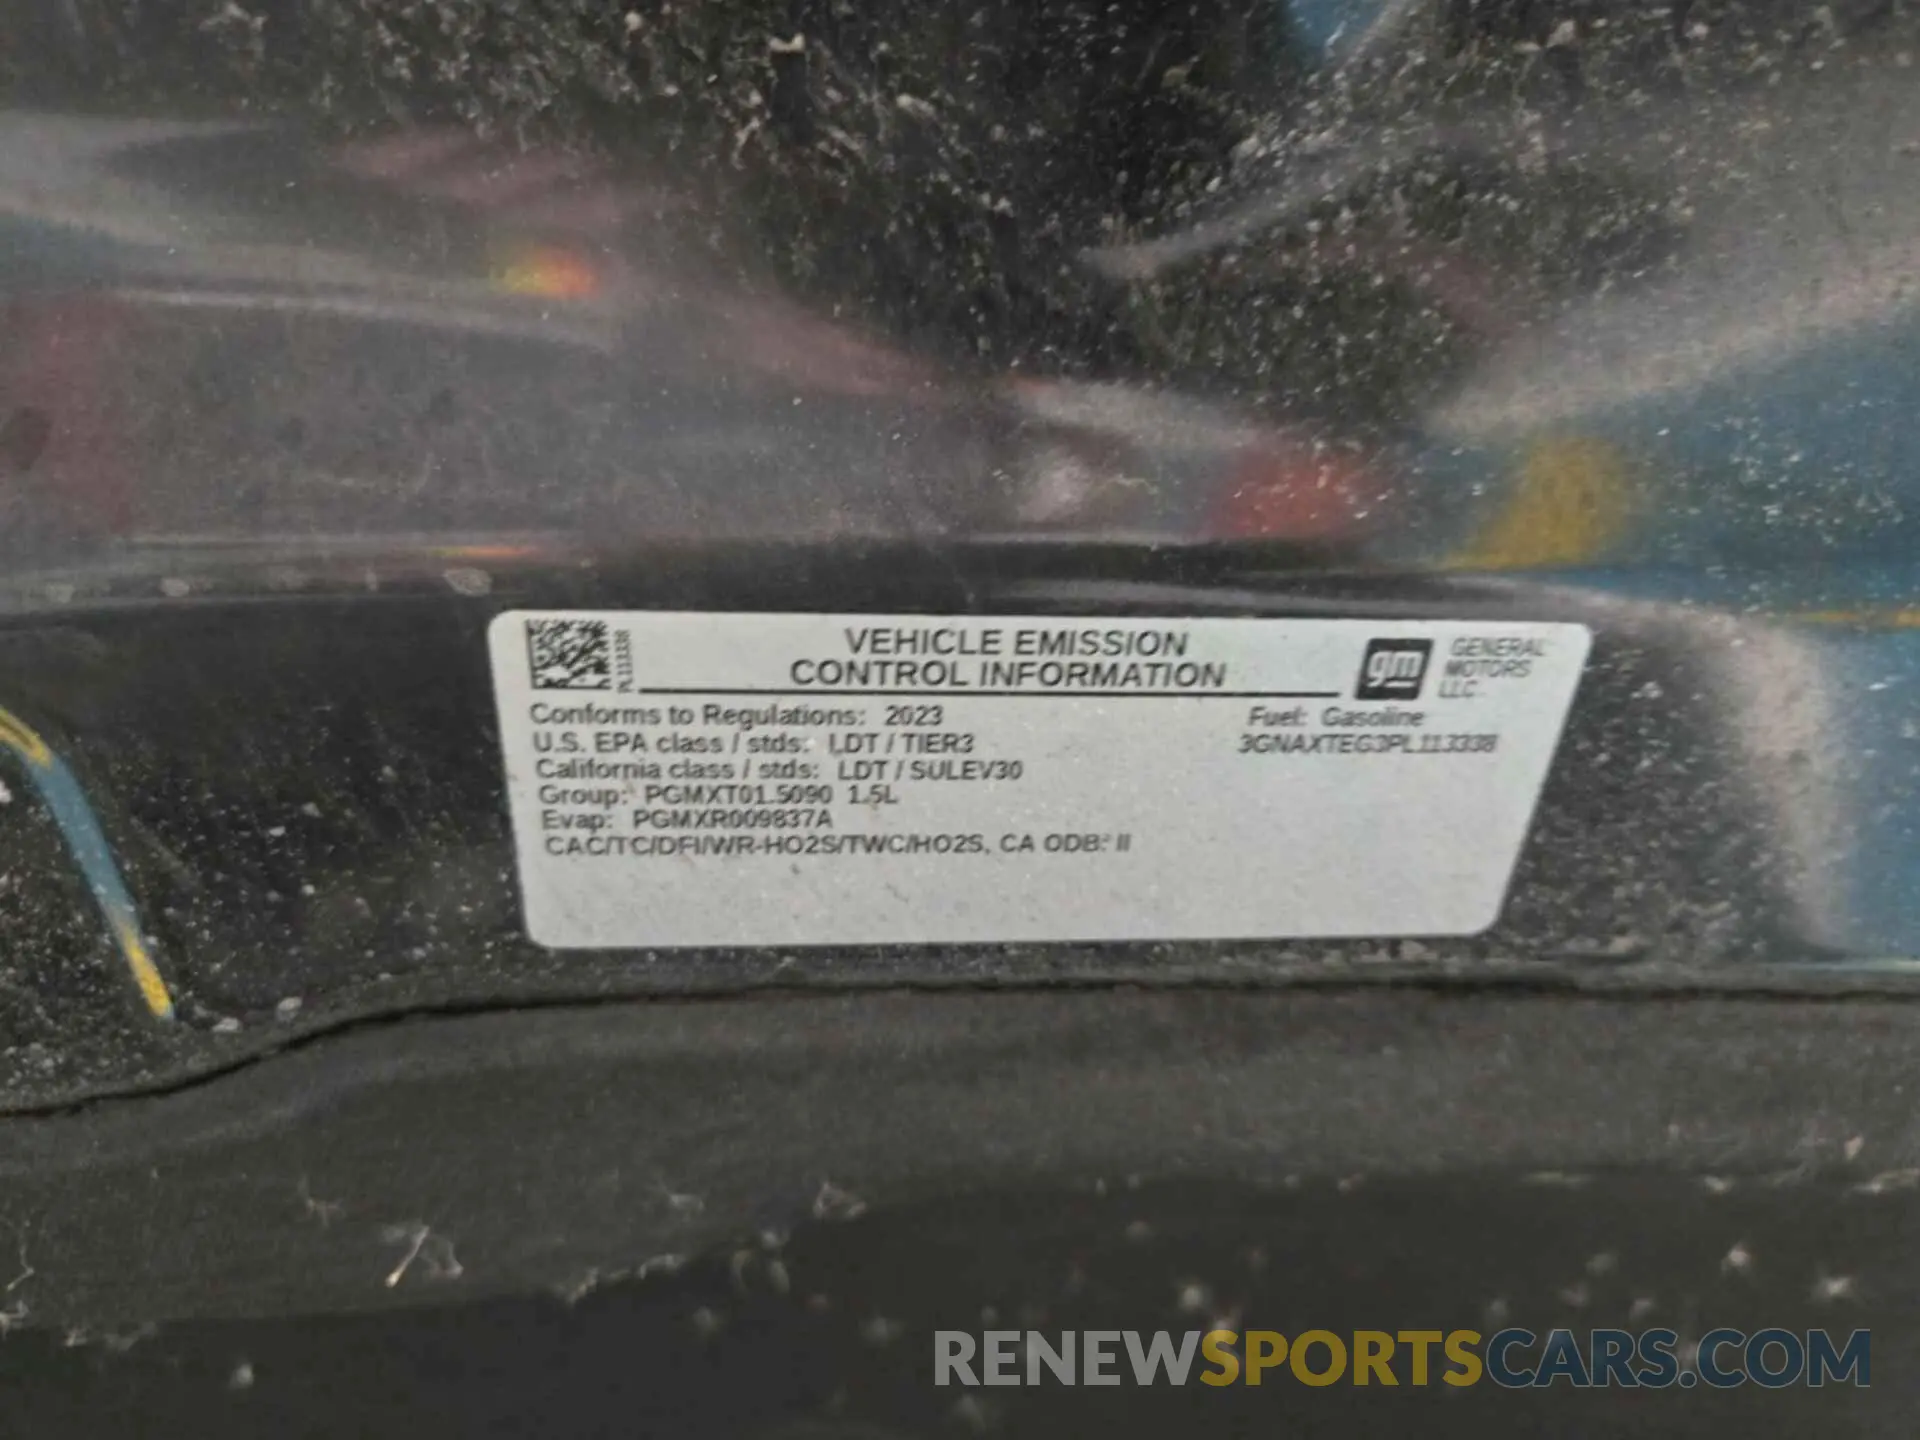 PL113338
VEHICLE EMISSION
CONTROL INFORMATION
gm
GENERAL
MOTORS
LLC.
Conforms to Regulations: 2023
Fuel: Gasoline
U.S. EPA class / stds: LDT / TIER3
3GNAXTEG3PL113338
California class / stds: LDT / SULEV30
Group: PGMXT01.5090 1.5L
Evap: PGMXR009837A
CAC/TC/DFI/WR-HO2S/TWC/HO2S, CA ODB: II
RENEWSPORTSCARS.COM